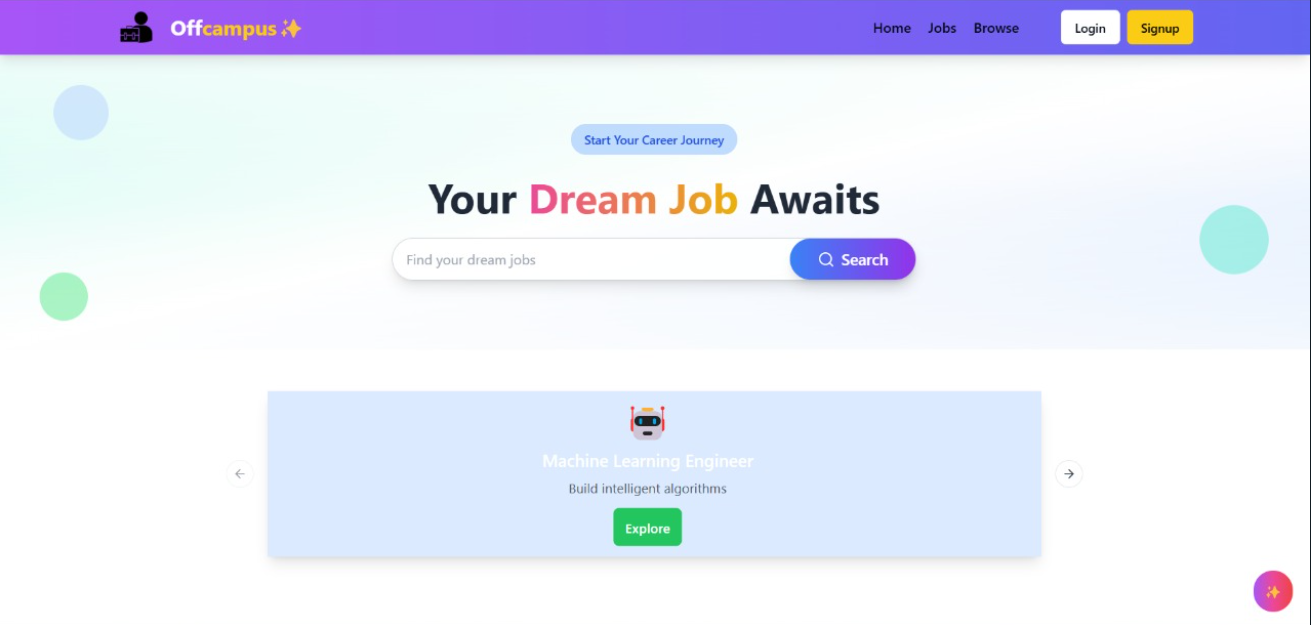 Offcampus✨
Home Jobs Browse Login Signup
Start Your Career Journey
Your Dream Job Awaits
Find your dream jobs Search
Machine Learning Engineer
Build intelligent algorithms
Explore